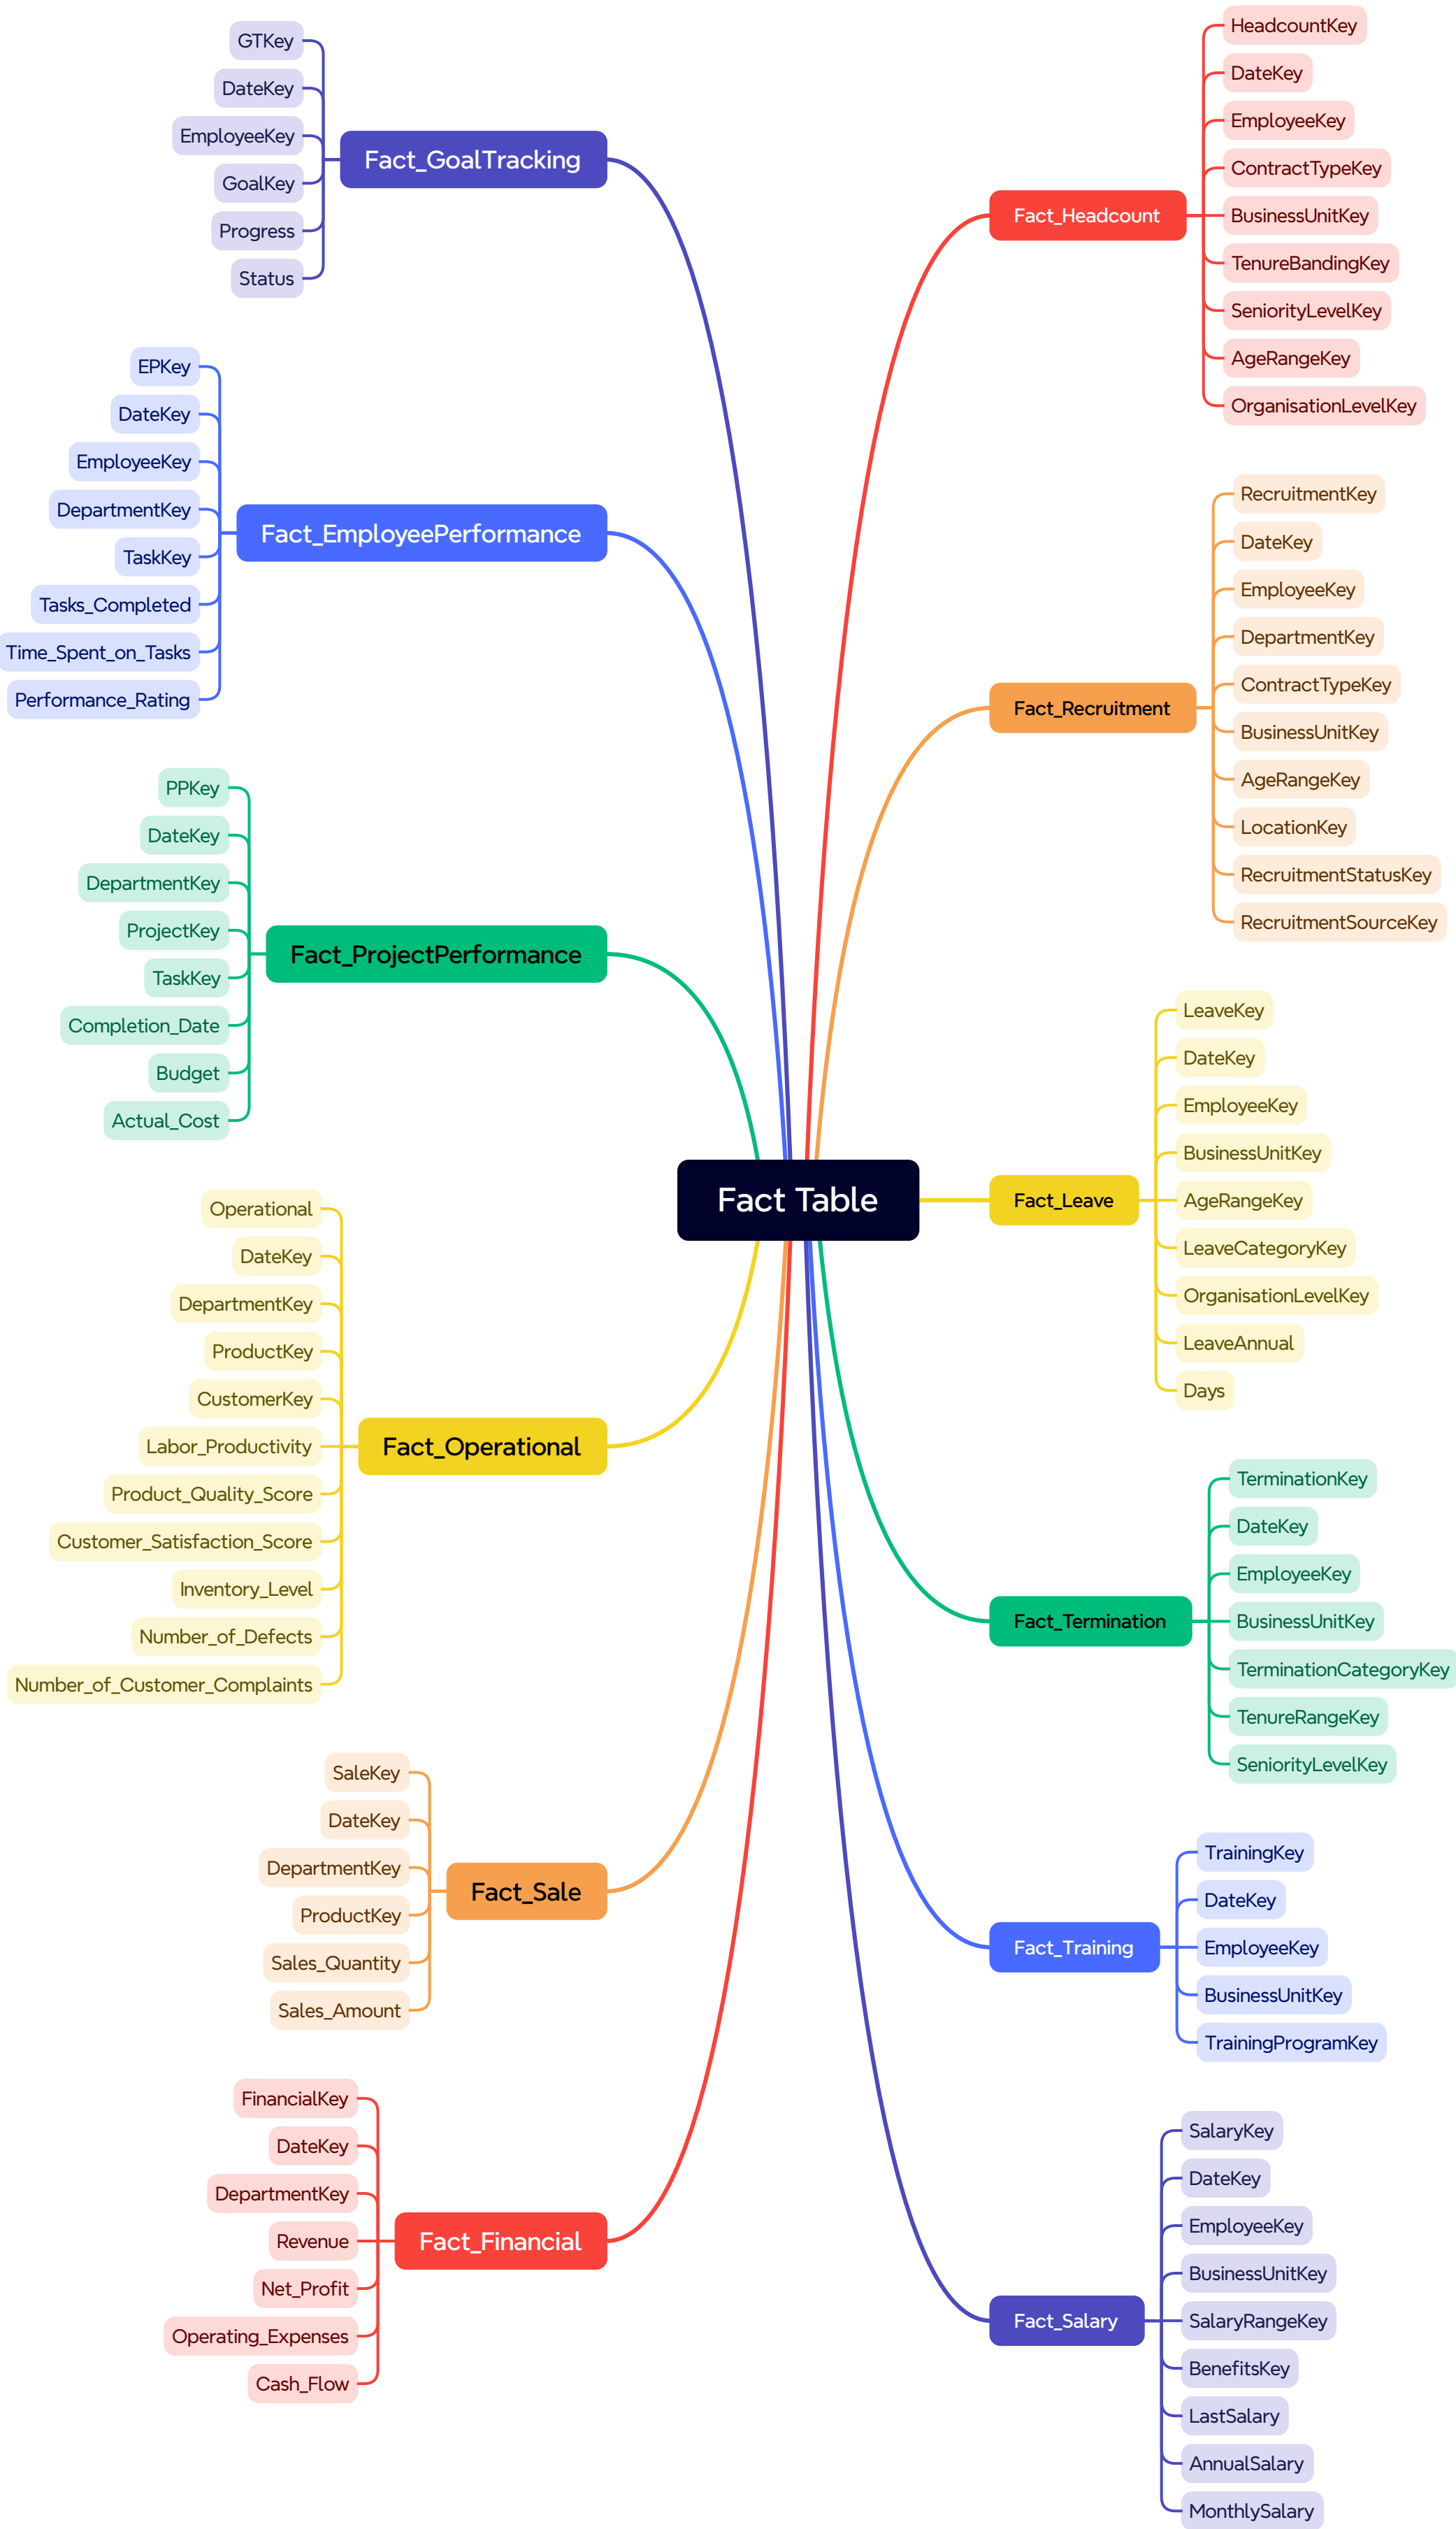 Fact Table
Fact_GoalTracking
GTKey
DateKey
EmployeeKey
GoalKey
Progress
Status
Fact_EmployeePerformance
EPKey
DateKey
EmployeeKey
DepartmentKey
TaskKey
Tasks_Completed
Time_Spent_on_Tasks
Performance_Rating
Fact_ProjectPerformance
PPKey
DateKey
DepartmentKey
ProjectKey
TaskKey
Completion_Date
Budget
Actual_Cost
Fact_Operational
Operational
DateKey
DepartmentKey
ProductKey
CustomerKey
Labor_Productivity
Product_Quality_Score
Customer_Satisfaction_Score
Inventory_Level
Number_of_Defects
Number_of_Customer_Complaints
Fact_Sale
SaleKey
DateKey
DepartmentKey
ProductKey
Sales_Quantity
Sales_Amount
Fact_Financial
FinancialKey
DateKey
DepartmentKey
Revenue
Net_Profit
Operating_Expenses
Cash_Flow
Fact_Headcount
HeadcountKey
DateKey
EmployeeKey
ContractTypeKey
BusinessUnitKey
TenureBandingKey
SeniorityLevelKey
AgeRangeKey
OrganisationLevelKey
Fact_Recruitment
RecruitmentKey
DateKey
EmployeeKey
DepartmentKey
ContractTypeKey
BusinessUnitKey
AgeRangeKey
LocationKey
RecruitmentStatusKey
RecruitmentSourceKey
Fact_Leave
LeaveKey
DateKey
EmployeeKey
BusinessUnitKey
AgeRangeKey
LeaveCategoryKey
OrganisationLevelKey
LeaveAnnual
Days
Fact_Termination
TerminationKey
DateKey
EmployeeKey
BusinessUnitKey
TerminationCategoryKey
TenureRangeKey
SeniorityLevelKey
Fact_Training
TrainingKey
DateKey
EmployeeKey
BusinessUnitKey
TrainingProgramKey
Fact_Salary
SalaryKey
DateKey
EmployeeKey
BusinessUnitKey
SalaryRangeKey
BenefitsKey
LastSalary
AnnualSalary
MonthlySalary